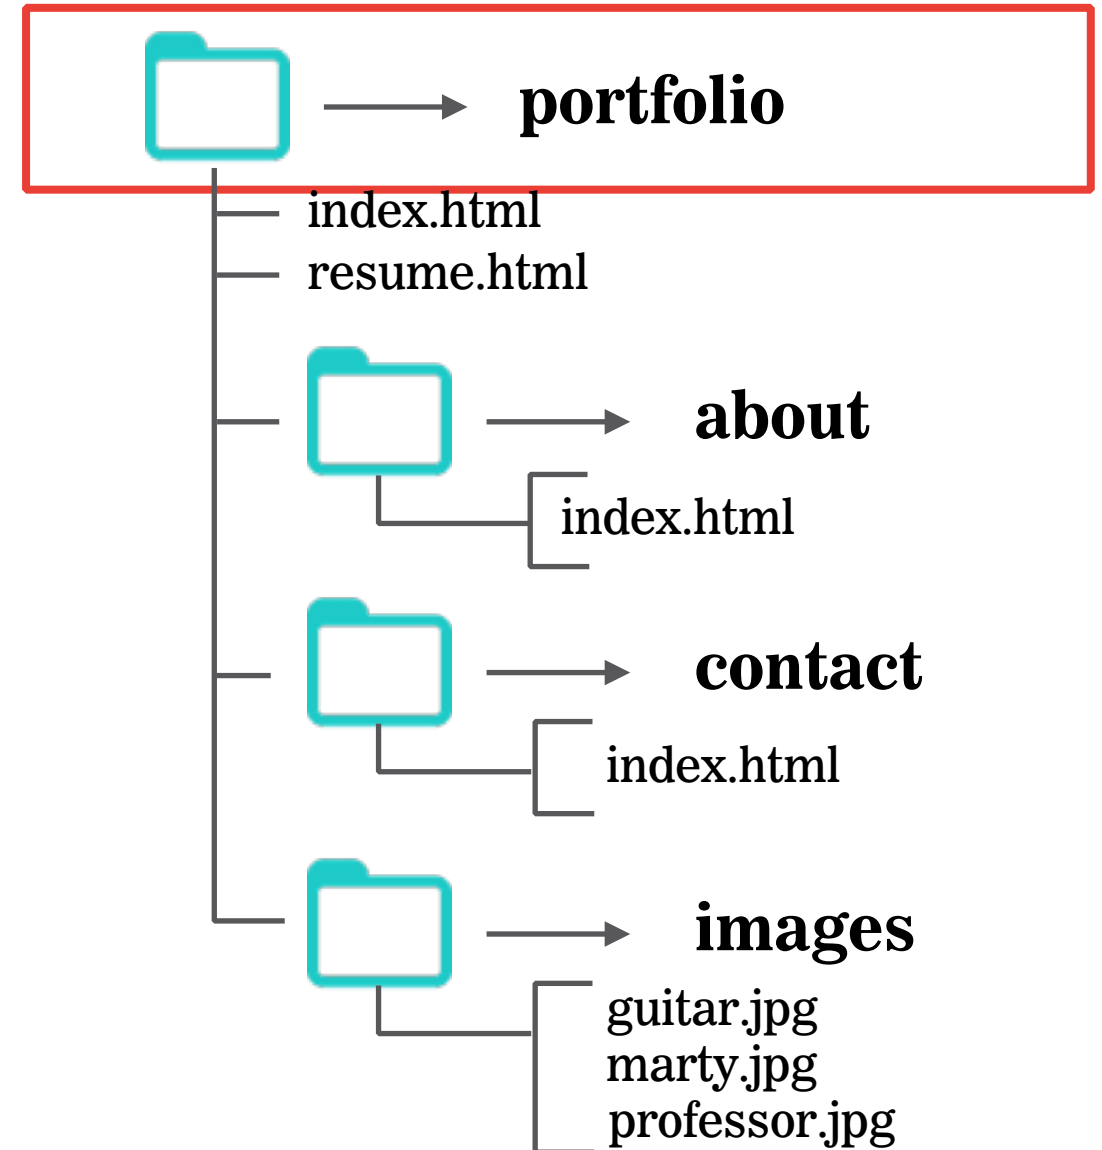 portfolio
index.html
resume.html
about
index.html
contact
index.html
images
guitar.jpg
marty.jpg
professor.jpg